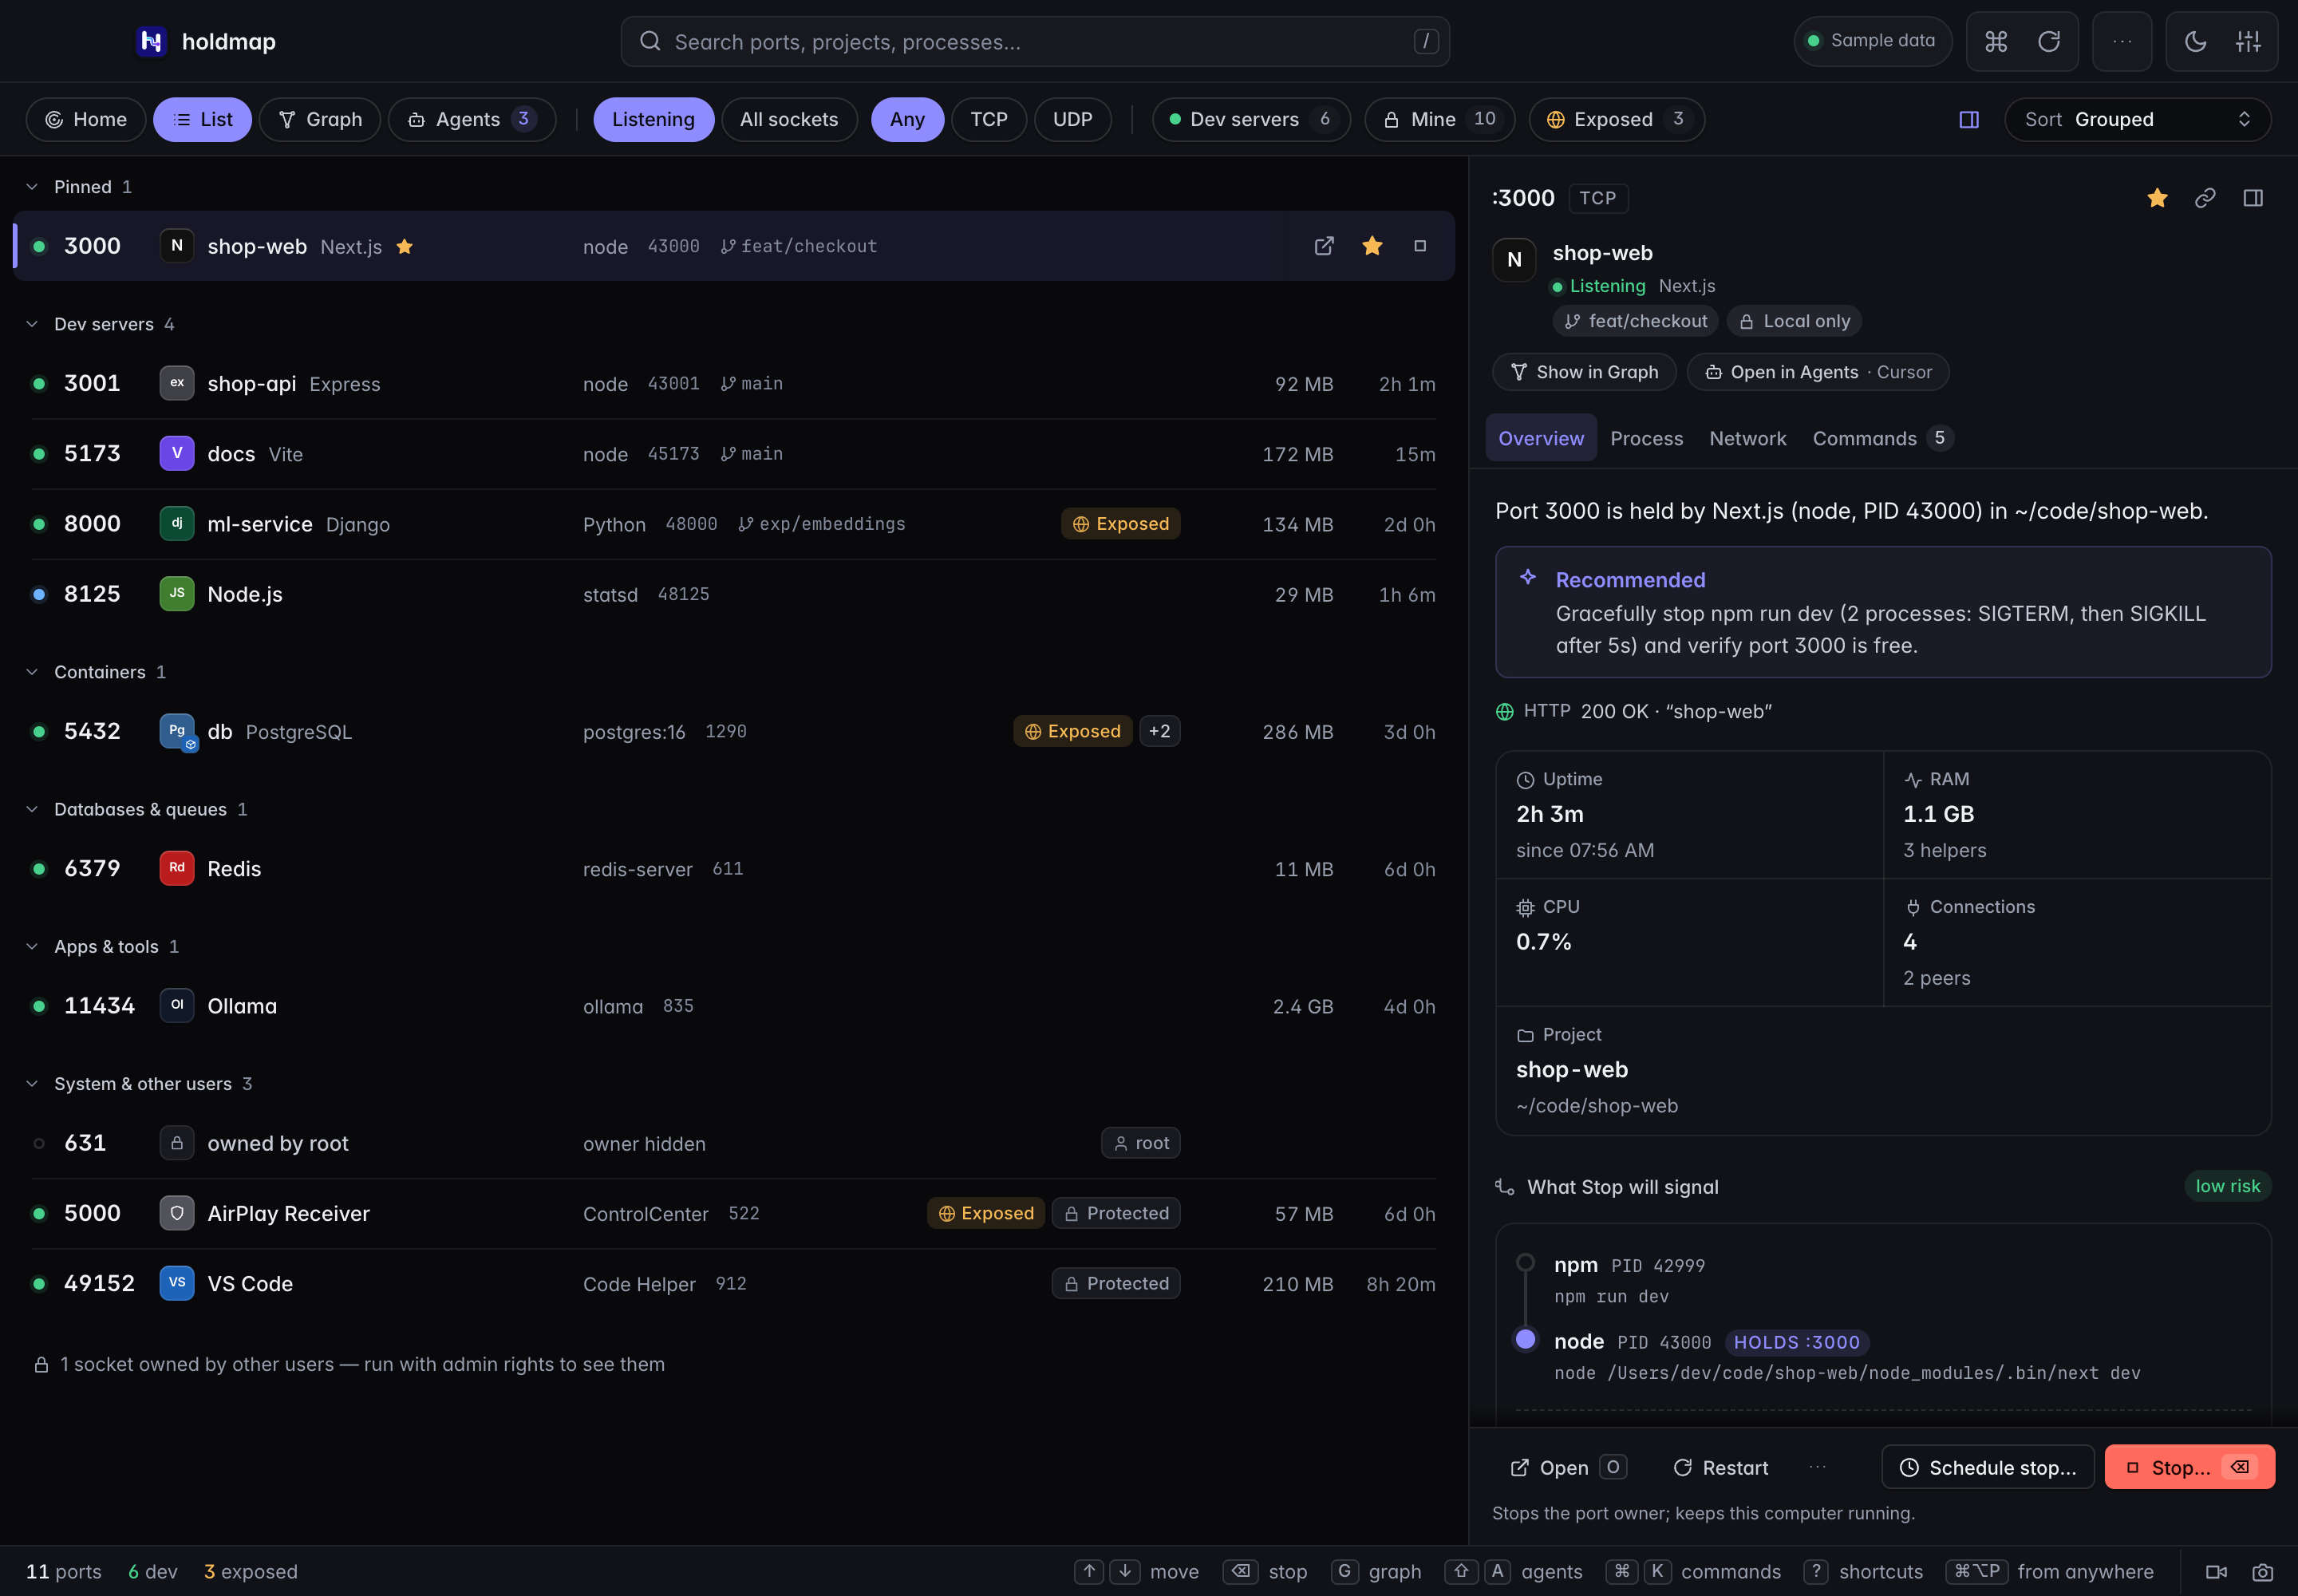 holdmap
Search ports, projects, processes... /
Sample data
Home List Graph Agents 3 Listening All sockets Any TCP UDP Dev servers 6 Mine 10 Exposed 3 Sort Grouped
Pinned 1
3000 N shop-web Next.js node 43000 feat/checkout
Dev servers 4
3001 ex shop-api Express node 43001 main 92 MB 2h 1m
5173 V docs Vite node 45173 main 172 MB 15m
8000 dj ml-service Django Python 48000 exp/embeddings Exposed 134 MB 2d 0h
8125 JS Node.js statsd 48125 29 MB 1h 6m
Containers 1
5432 Pg db PostgreSQL postgres:16 1290 Exposed +2 286 MB 3d 0h
Databases & queues 1
6379 Rd Redis redis-server 611 11 MB 6d 0h
Apps & tools 1
11434 Ol Ollama ollama 835 2.4 GB 4d 0h
System & other users 3
631 owned by root owner hidden root
5000 AirPlay Receiver ControlCenter 522 Exposed Protected 57 MB 6d 0h
49152 VS VS Code Code Helper 912 Protected 210 MB 8h 20m
1 socket owned by other users — run with admin rights to see them
:3000 TCP
N shop-web
Listening Next.js
feat/checkout Local only
Show in Graph Open in Agents · Cursor
Overview Process Network Commands 5
Port 3000 is held by Next.js (node, PID 43000) in ~/code/shop-web.
Recommended
Gracefully stop npm run dev (2 processes: SIGTERM, then SIGKILL
after 5s) and verify port 3000 is free.
HTTP 200 OK · “shop-web”
Uptime
2h 3m
since 07:56 AM
RAM
1.1 GB
3 helpers
CPU
0.7%
Connections
4
2 peers
Project
shop-web
~/code/shop-web
What Stop will signal low risk
npm PID 42999
npm run dev
node PID 43000 HOLDS :3000
node /Users/dev/code/shop-web/node_modules/.bin/next dev
Open O Restart ... Schedule stop... Stop... ⌫
Stops the port owner; keeps this computer running.
11 ports 6 dev 3 exposed ↑ ↓ move ⌫ stop G graph ⇧ A agents ⌘ K commands ? shortcuts ⌘⌥P from anywhere